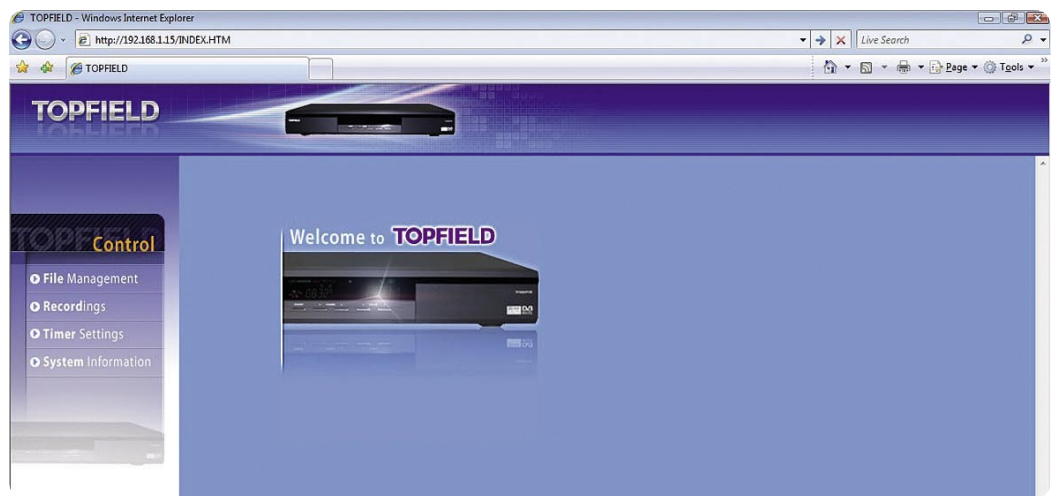 TOPFIELD - Windows Internet Explorer
http://192.168.1.15/INDEX.HTM
Live Search
TOPFIELD
Page
Tools
TOPFIELD
Control
File Management
Recordings
Timer Settings
System Information
Welcome to TOPFIELD